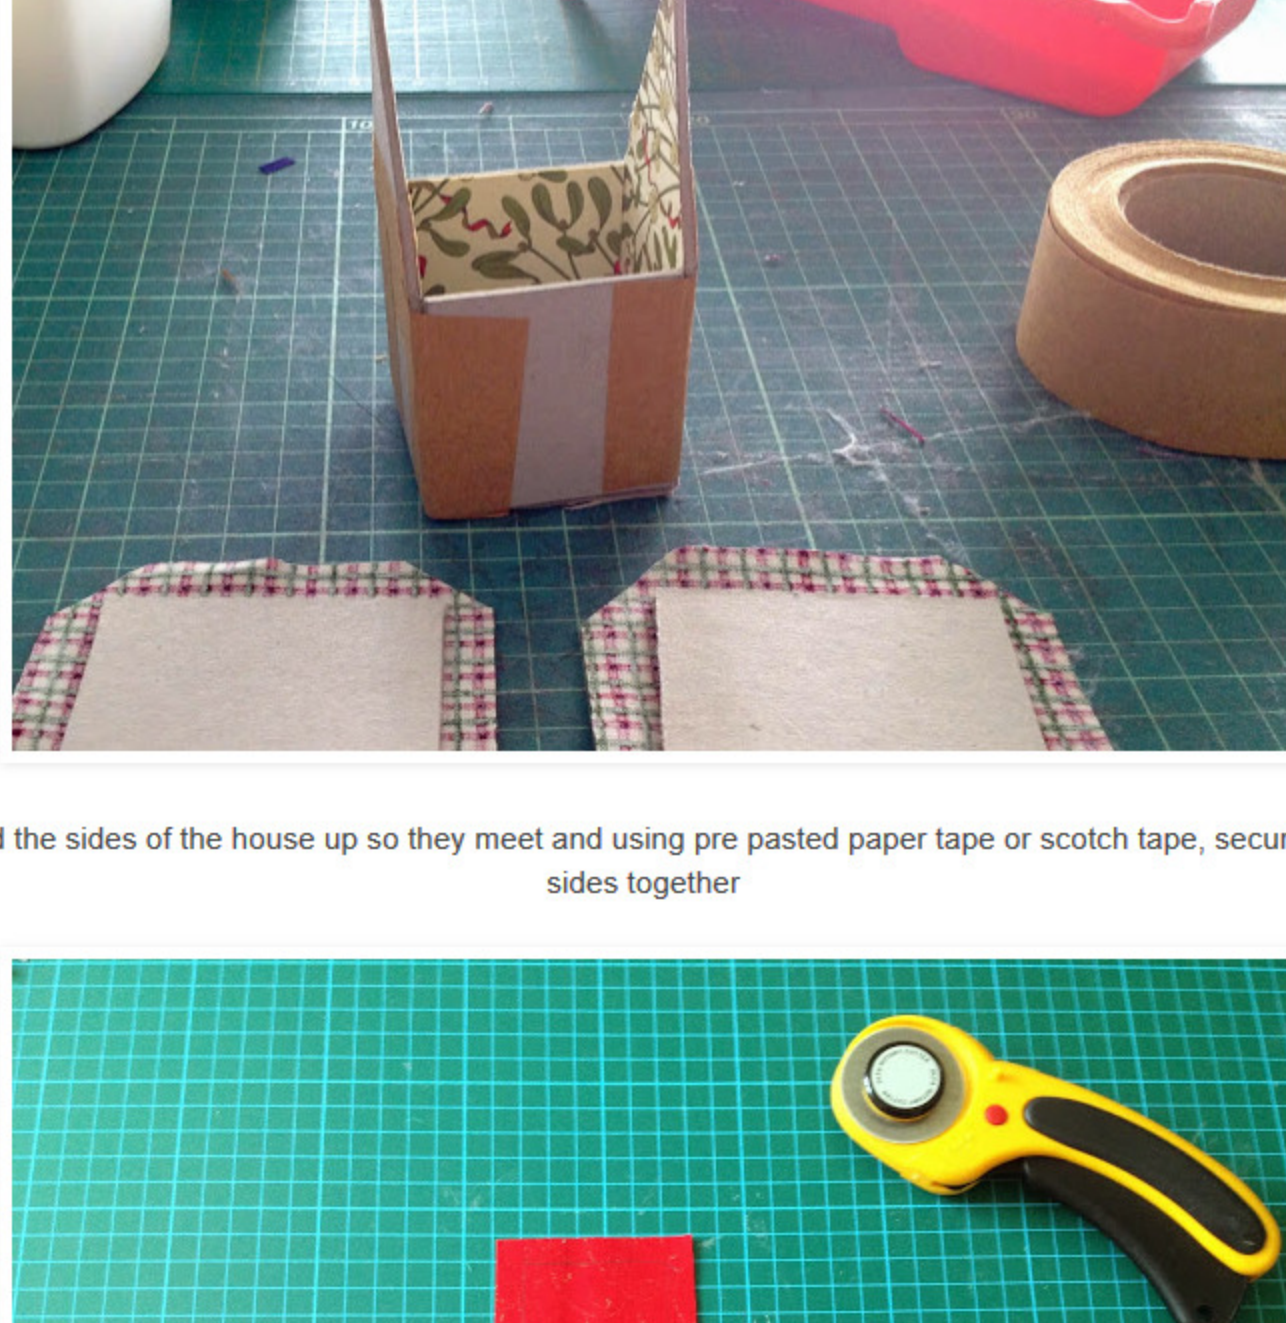 10
the sides of the house up so they meet and using pre pasted paper tape or scotch tape,
sides together